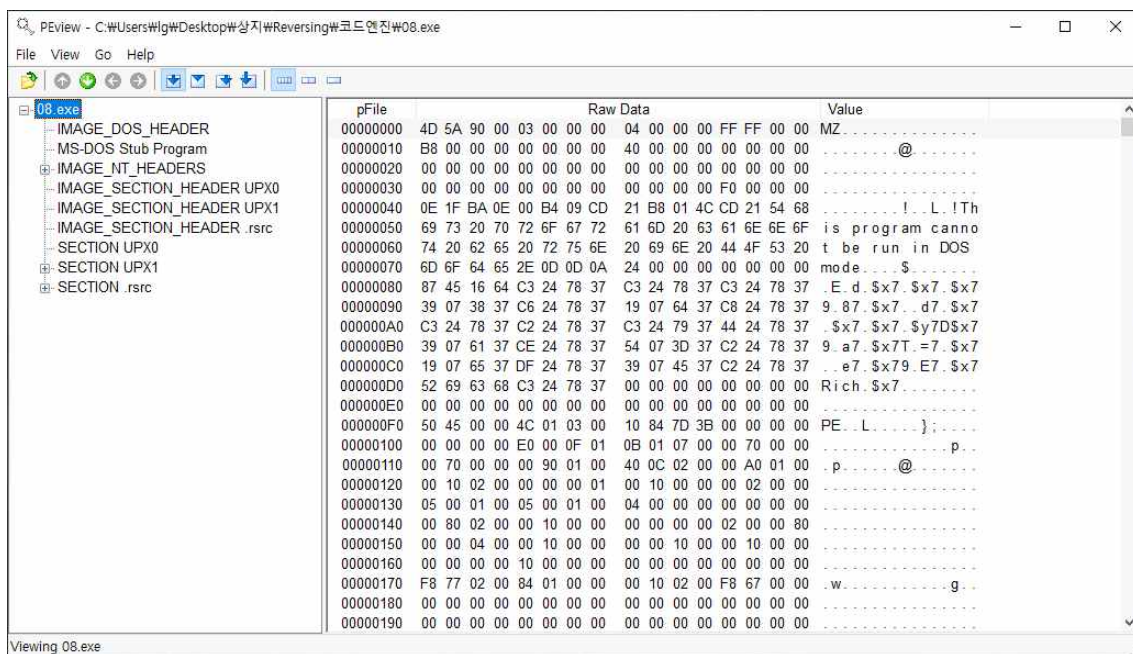 PEview - C:₩Users₩lg₩Desktop₩상지₩Reversing₩코드엔진₩08.exe
File View Go Help
08.exe
IMAGE_DOS_HEADER
MS-DOS Stub Program
IMAGE_NT_HEADERS
IMAGE_SECTION_HEADER UPX0
IMAGE_SECTION_HEADER UPX1
IMAGE_SECTION_HEADER .rsrc
SECTION UPX0
SECTION UPX1
SECTION .rsrc
pFile Raw Data Value
00000000 4D 5A 90 00 03 00 00 00 04 00 00 00 FF FF 00 00 MZ..............
00000010 B8 00 00 00 00 00 00 00 40 00 00 00 00 00 00 00 ........@.......
00000020 00 00 00 00 00 00 00 00 00 00 00 00 00 00 00 00 ................
00000030 00 00 00 00 00 00 00 00 00 00 00 00 F0 00 00 00 ................
00000040 0E 1F BA 0E 00 B4 09 CD 21 B8 01 4C CD 21 54 68 ........!..L.!Th
00000050 69 73 20 70 72 6F 67 72 61 6D 20 63 61 6E 6E 6F is program canno
00000060 74 20 62 65 20 72 75 6E 20 69 6E 20 44 4F 53 20 t be run in DOS
00000070 6D 6F 64 65 2E 0D 0D 0A 24 00 00 00 00 00 00 00 mode....$.......
00000080 87 45 16 64 C3 24 78 37 C3 24 78 37 C3 24 78 37 .E.d.$x7.$x7.$x7
00000090 39 07 38 37 C6 24 78 37 19 07 64 37 C8 24 78 37 9.87.$x7..d7.$x7
000000A0 C3 24 78 37 C2 24 78 37 C3 24 79 37 44 24 78 37 .$x7.$x7.$y7D$x7
000000B0 39 07 61 37 CE 24 78 37 54 07 3D 37 C2 24 78 37 9.a7.$x7T.=7.$x7
000000C0 19 07 65 37 DF 24 78 37 39 07 45 37 C2 24 78 37 ..e7.$x79.E7.$x7
000000D0 52 69 63 68 C3 24 78 37 00 00 00 00 00 00 00 00 Rich.$x7........
000000E0 00 00 00 00 00 00 00 00 00 00 00 00 00 00 00 00 ................
000000F0 50 45 00 00 4C 01 03 00 10 84 7D 3B 00 00 00 00 PE..L.....};....
00000100 00 00 00 00 E0 00 0F 01 0B 01 07 00 00 70 00 00 .............p..
00000110 00 70 00 00 00 90 01 00 40 0C 02 00 00 A0 01 00 .p......@.......
00000120 00 10 02 00 00 00 00 01 00 10 00 00 00 02 00 00 ................
00000130 05 00 01 00 05 00 01 00 04 00 00 00 00 00 00 00 ................
00000140 00 80 02 00 00 10 00 00 00 00 00 00 02 00 00 80 ................
00000150 00 00 04 00 00 10 00 00 00 00 10 00 00 10 00 00 ................
00000160 00 00 00 00 10 00 00 00 00 00 00 00 00 00 00 00 ................
00000170 F8 77 02 00 84 01 00 00 00 10 02 00 F8 67 00 00 .w...........g..
00000180 00 00 00 00 00 00 00 00 00 00 00 00 00 00 00 00 ................
00000190 00 00 00 00 00 00 00 00 00 00 00 00 00 00 00 00 ................
Viewing 08.exe